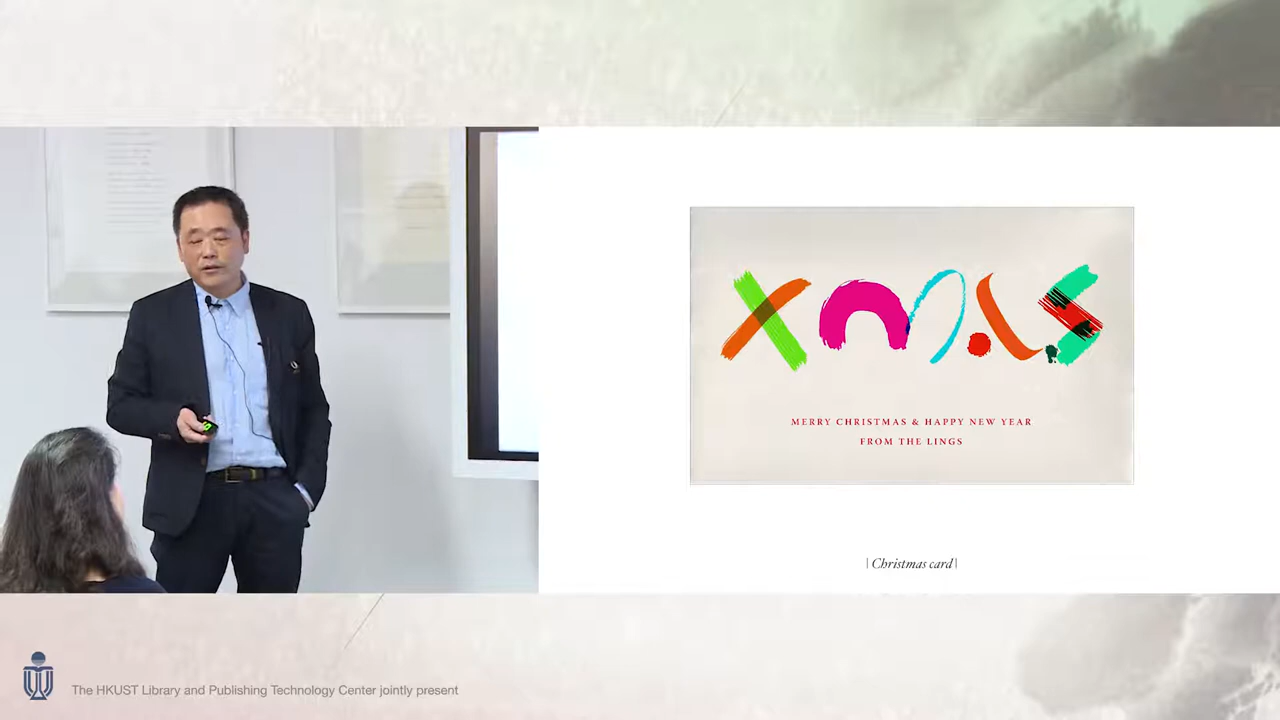 xmas
MERRY CHRISTMAS & HAPPY NEW YEAR
FROM THE LINGS
| Christmas card |
The HKUST Library and Publishing Technology Center jointly present